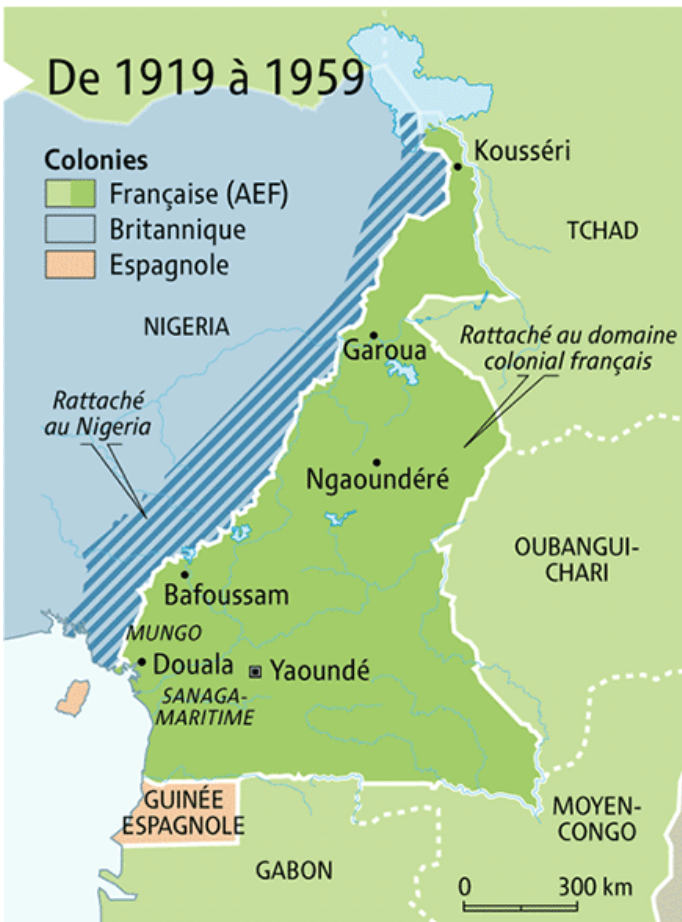 De 1919 à 1959
Colonies
Française (AEF)
Britannique
Espagnole
Kousséri
TCHAD
NIGERIA
Garoua
Rattaché au domaine
colonial français
Rattaché
au Nigeria
Ngaoundéré
OUBANGUI-
CHARI
Bafoussam
MUNGO
Douala
Yaoundé
SANAGA-
MARITIME
GUINÉE
ESPAGNOLE
MOYEN-
CONGO
GABON
0 300 km